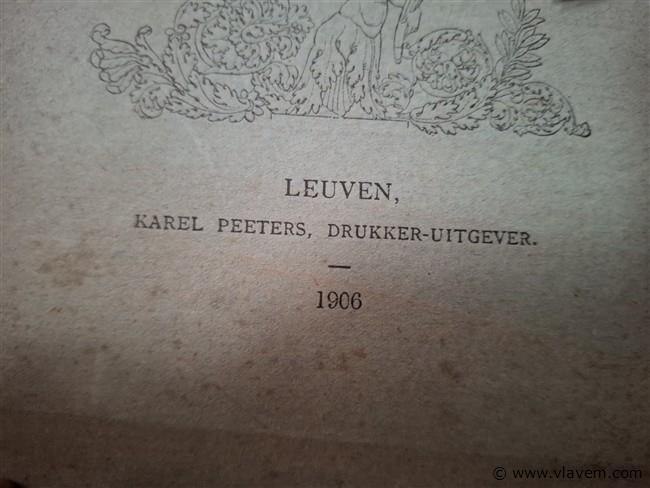 LEUVEN,
KAREL PEETERS, DRUKKER-UITGEVER.
—
1906
© www.vlavem.com